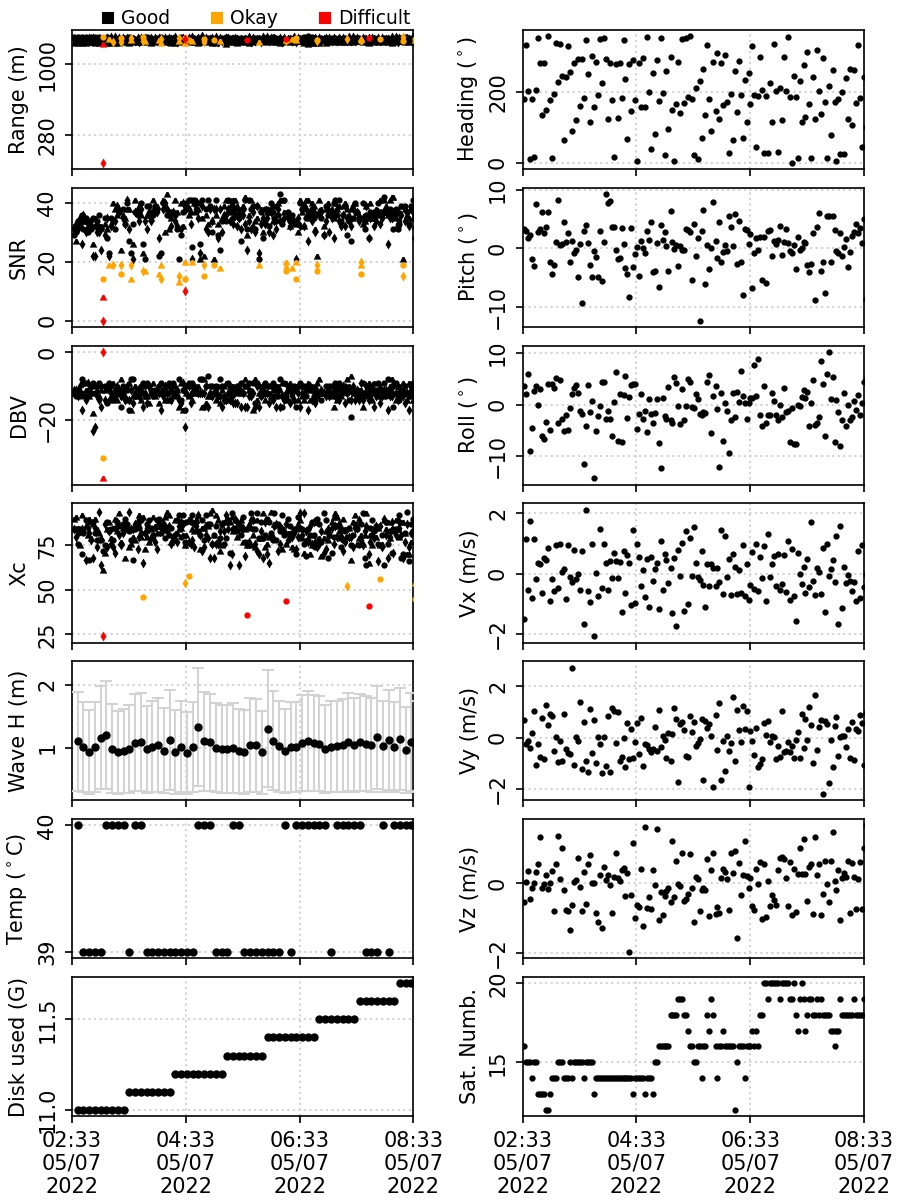 Good Okay Difficult
Range (m)
1000
280
Heading (°)
200
0
SNR
40
20
0
Pitch (°)
10
0
−10
DBV
0
−20
Roll (°)
10
0
−10
Xc
75
50
25
Vx (m/s)
2
0
−2
Wave H (m)
2
1
Vy (m/s)
2
0
−2
Temp (°C)
40
39
Vz (m/s)
0
−2
Disk used (G)
11.5
11.0
Sat. Numb.
20
15
02:33 04:33 06:33 08:33
05/07 05/07 05/07 05/07
2022 2022 2022 2022
02:33 04:33 06:33 08:33
05/07 05/07 05/07 05/07
2022 2022 2022 2022